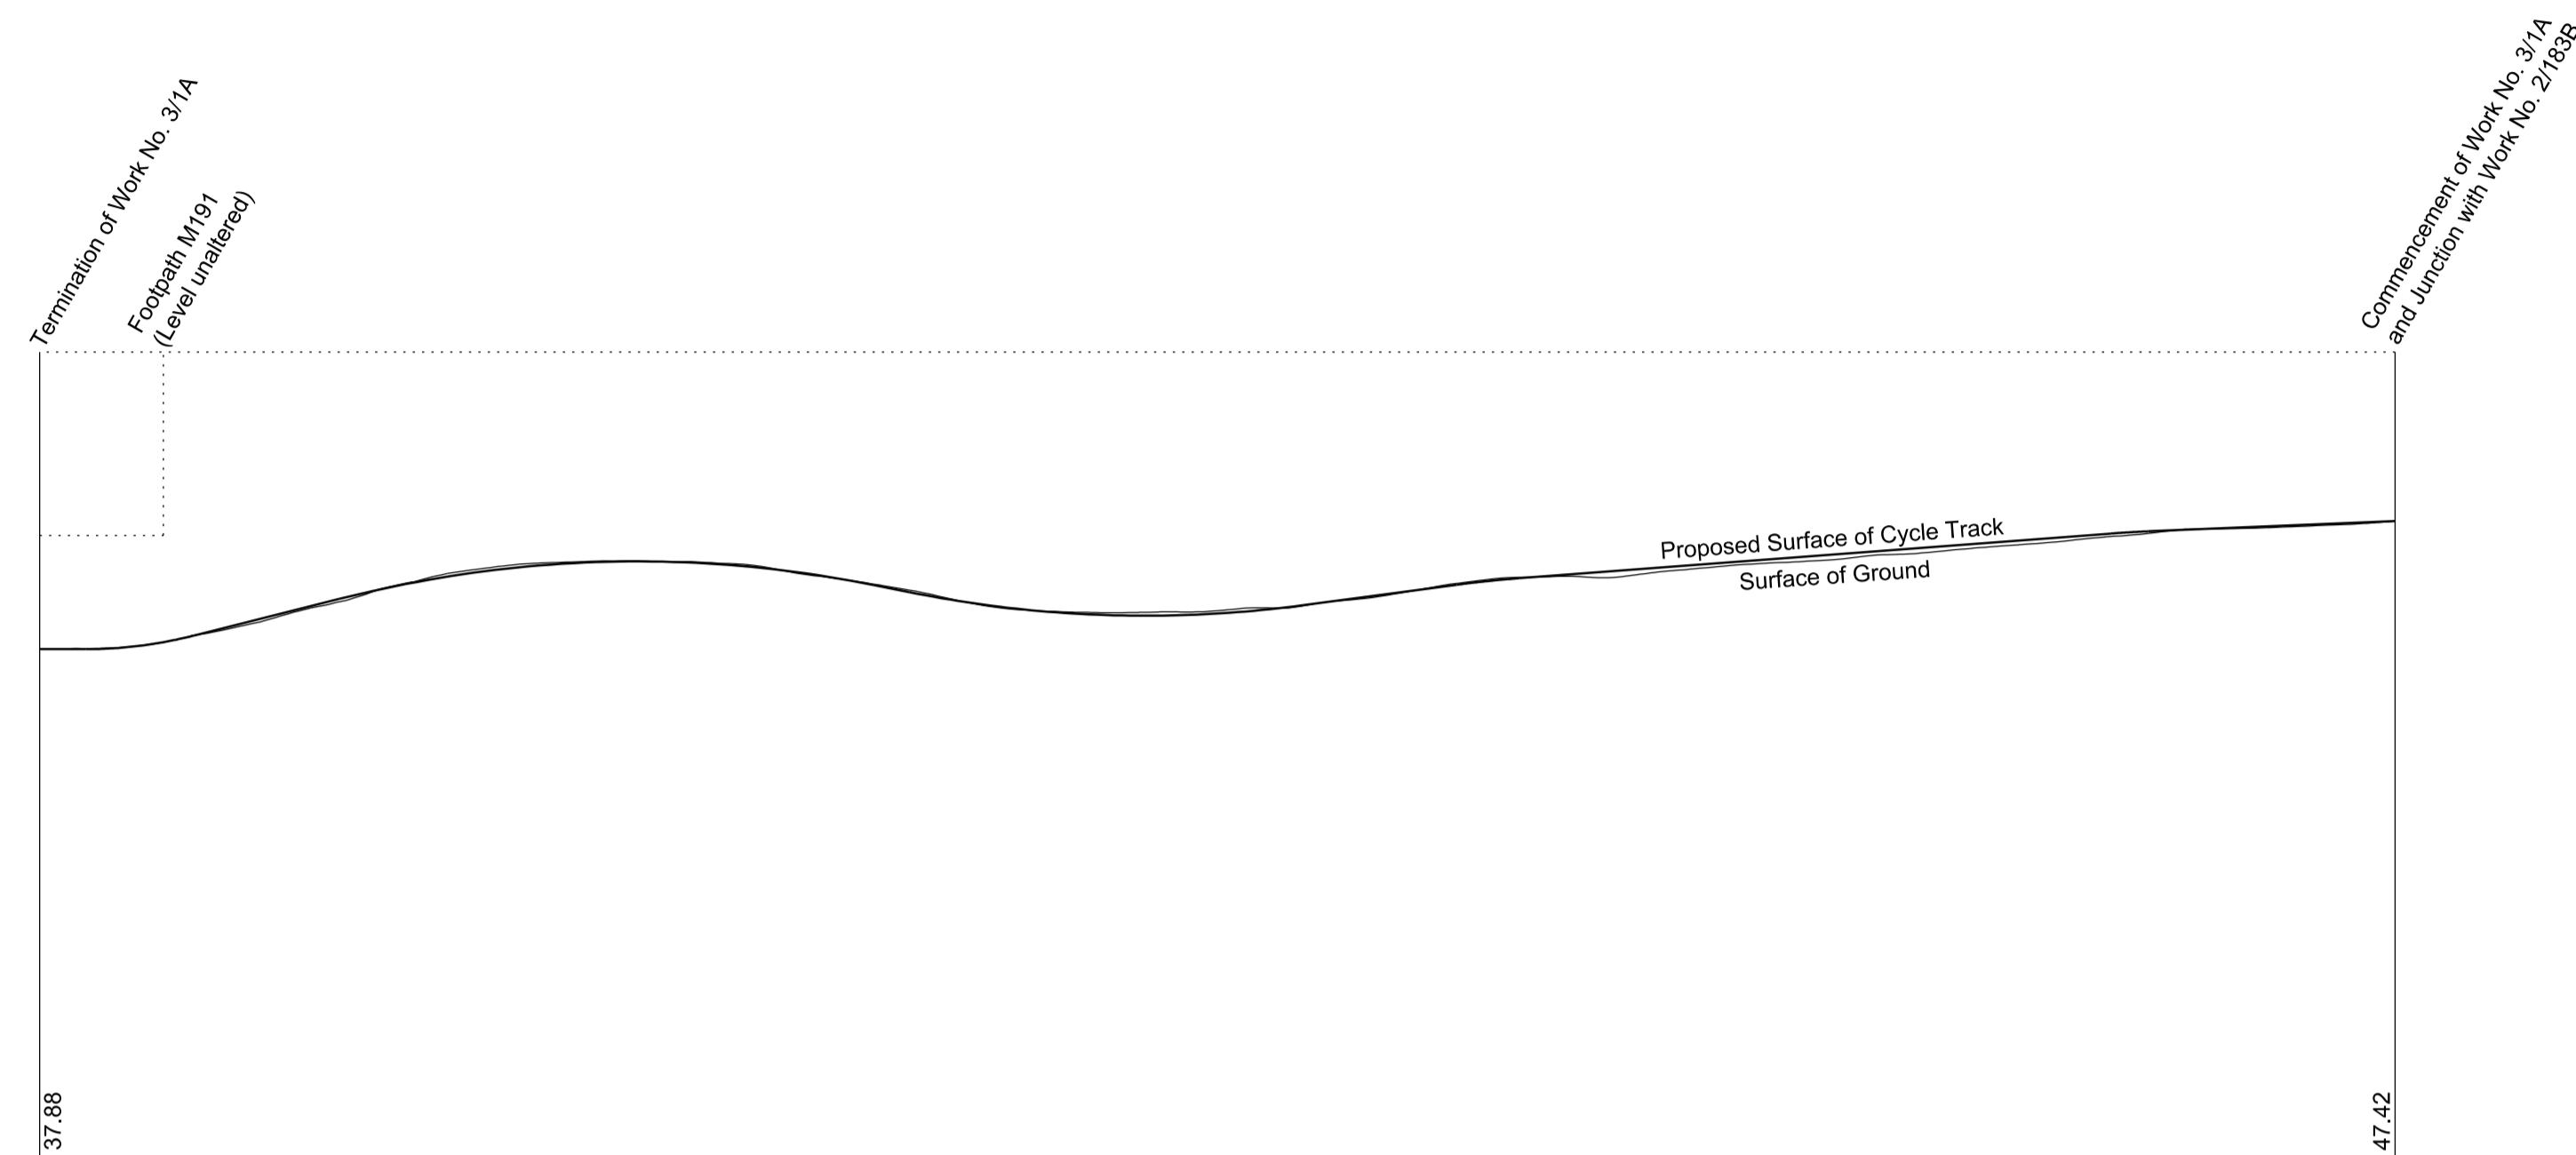 Termination of Work No. 3/1A
Footpath M191
(Level unaltered)
Commencement of Work No. 3/1A
and Junction with Work No. 2/183B
Proposed Surface of Cycle Track
Surface of Ground
37.88
47.42